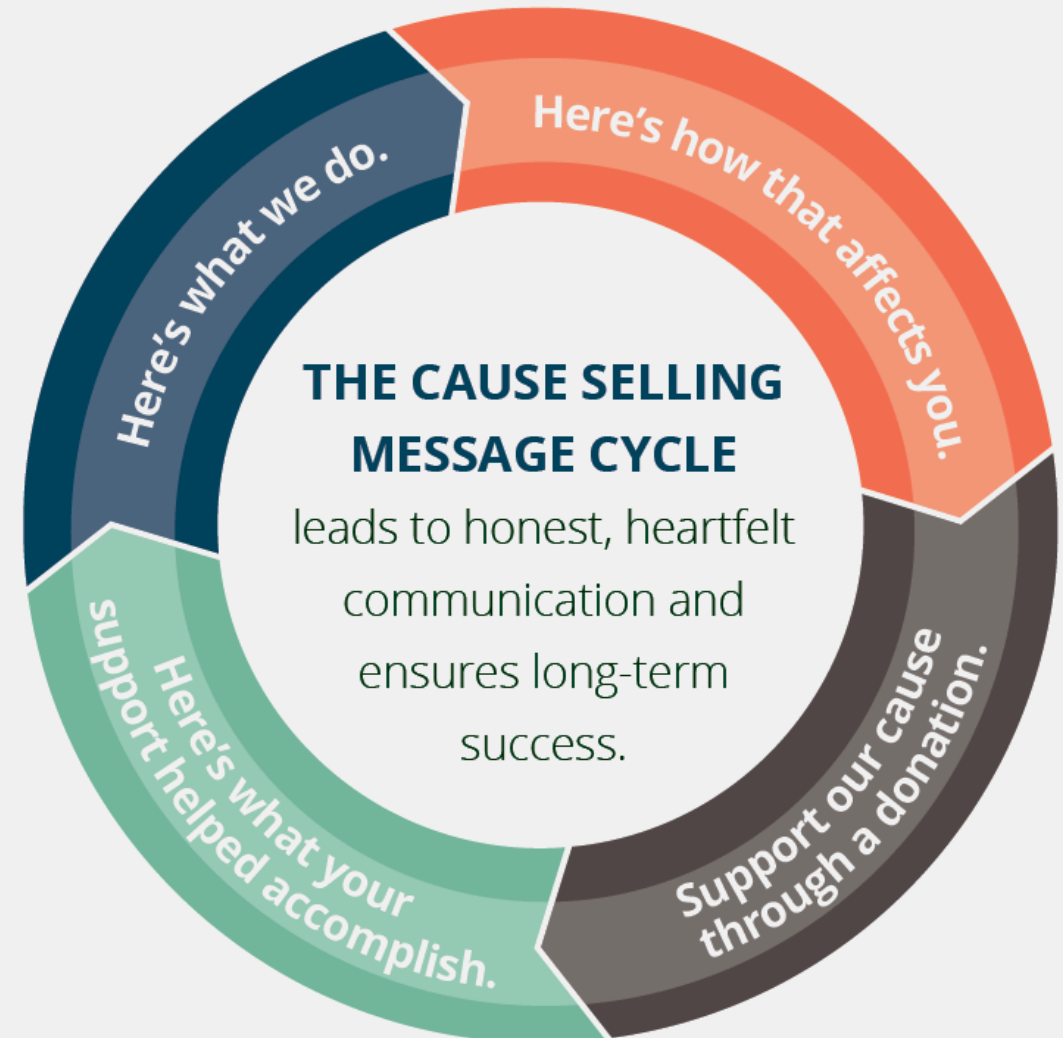 Here’s what we do.
Here’s how that affects you.
Support our cause
through a donation.
Here’s what your
support helped accomplish.
THE CAUSE SELLING
MESSAGE CYCLE
leads to honest, heartfelt
communication and
ensures long-term
success.